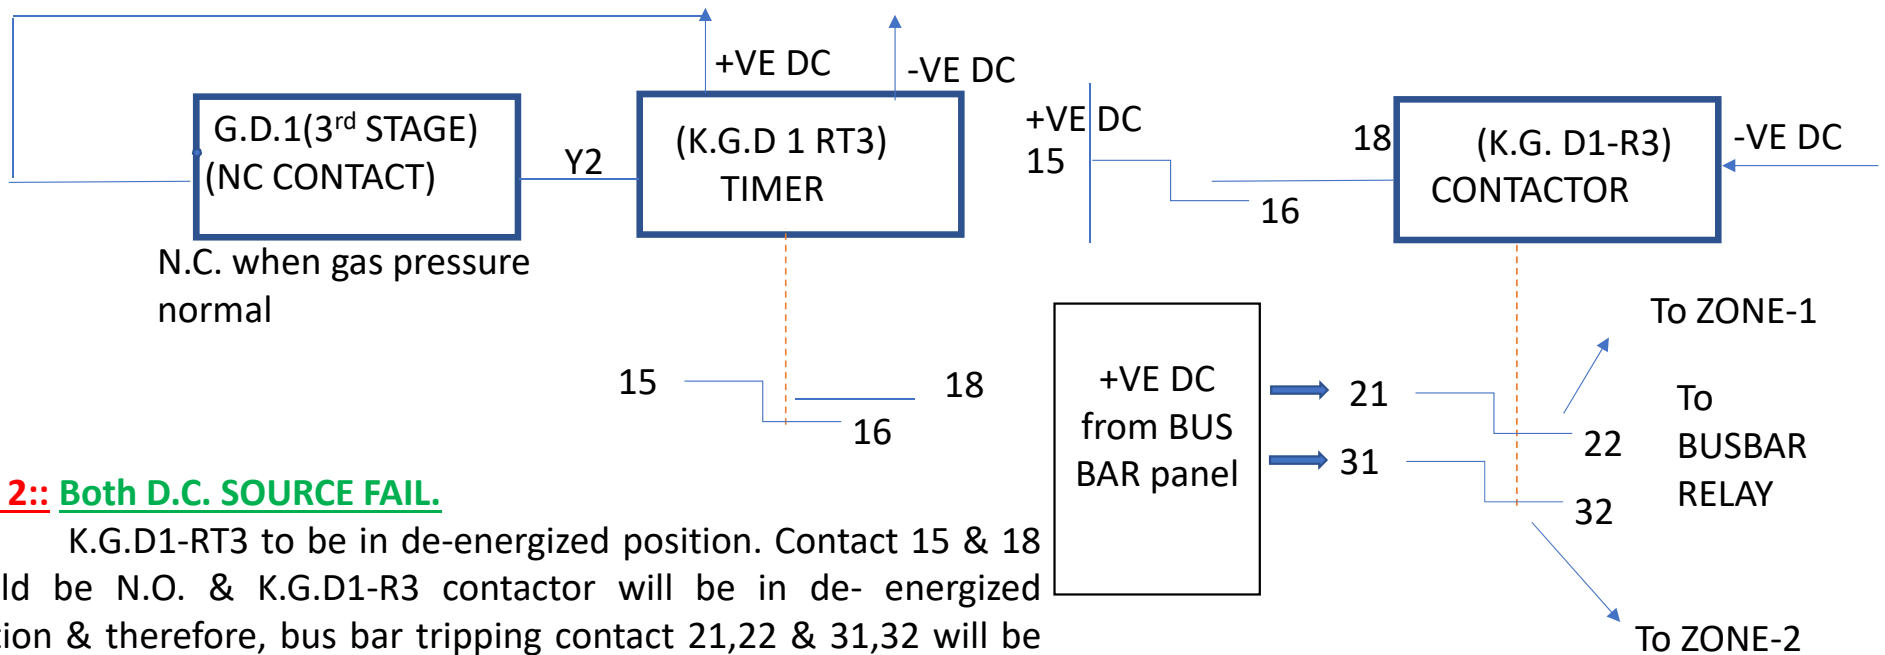 +VE DC
-VE DC
G.D.1(3rd STAGE)
(NC CONTACT)
Y2
(K.G.D 1 RT3)
TIMER
N.C. when gas pressure
normal
15
18
16
+VE DC
15
16
18
(K.G. D1-R3)
CONTACTOR
-VE DC
+VE DC
from BUS
BAR panel
21
31
22
32
To ZONE-1
To
BUSBAR
RELAY
To ZONE-2
2:: Both D.C. SOURCE FAIL.
K.G.D1-RT3 to be in de-energized position. Contact 15 & 18
be N.O. & K.G.D1-R3 contactor will be in de- energized
& therefore, bus bar tripping contact 21,22 & 31,32 will be